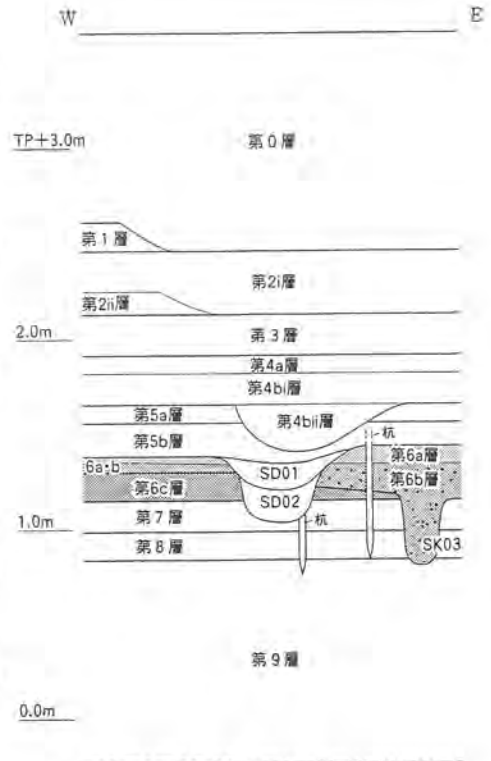 W E
TP+3.0m 第0層
第1層
第2i層
第2ii層
2.0m 第3層
第4a層
第4bi層
第5a層 第4bii層
第5b層 杭 第6a層
6a・b SD01 第6b層
第6c層 SD02
1.0m 第7層 杭
第8層 SK03
第9層
0.0m